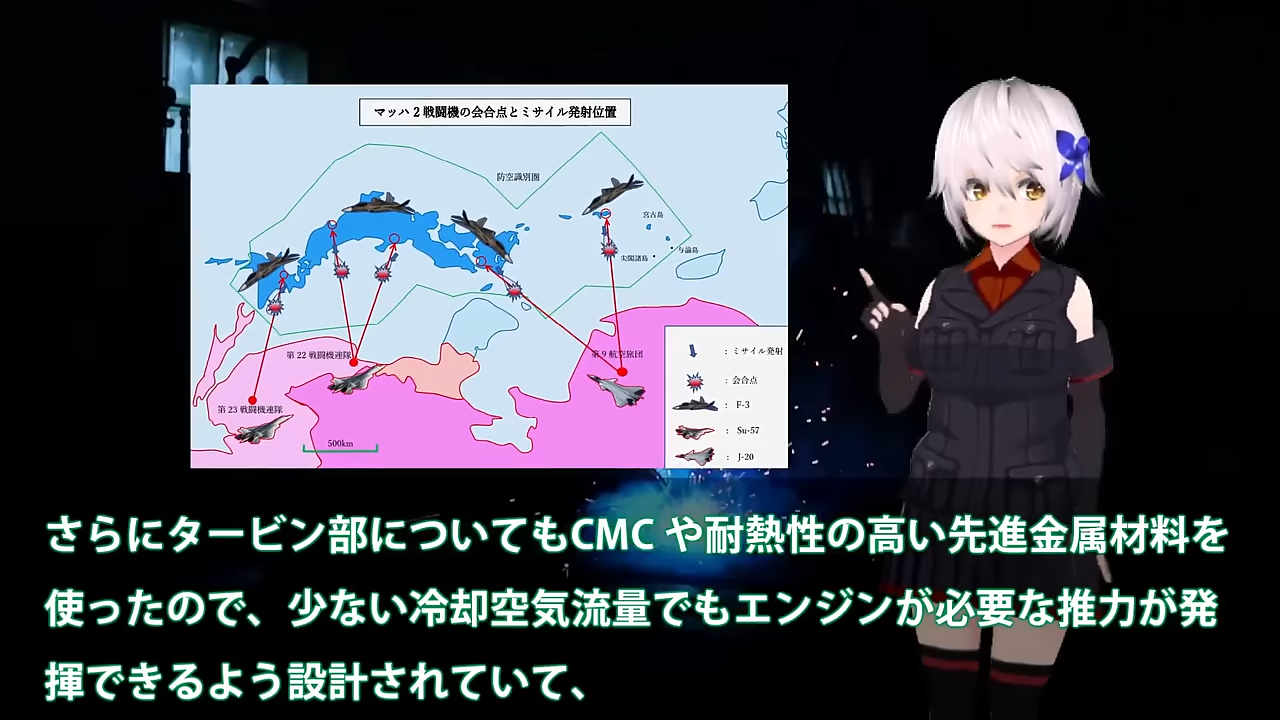 マッハ２戦闘機の会合点とミサイル発射位置
防空識別圏
宮古島
与論島
尖閣諸島
第22戦闘機連隊
第9航空旅団
第23戦闘機連隊
500km
：ミサイル発射
：会合点
： F-3
： Su-57
： J-20
さらにタービン部についてもCMC や耐熱性の高い先進金属材料を
使ったので、少ない冷却空気流量でもエンジンが必要な推力が発
揮できるよう設計されていて、